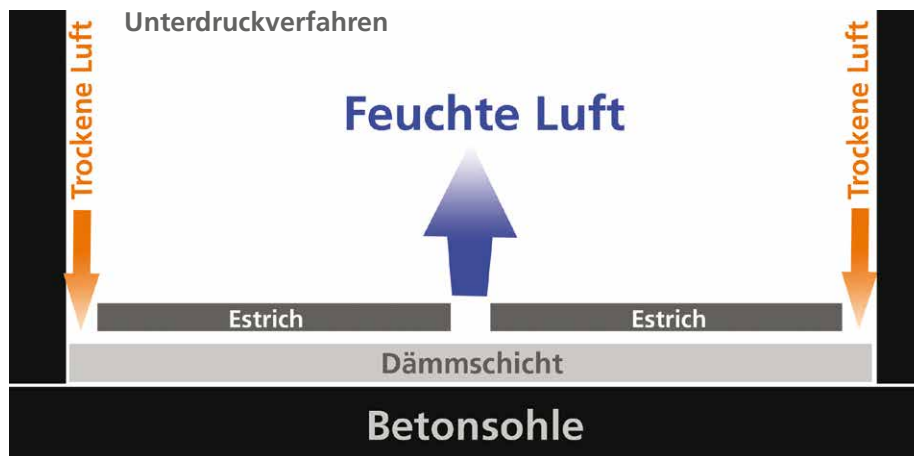 Unterdruckverfahren
Trockene Luft
Feuchte Luft
Trockene Luft
Estrich
Estrich
Dämmschicht
Betonsohle